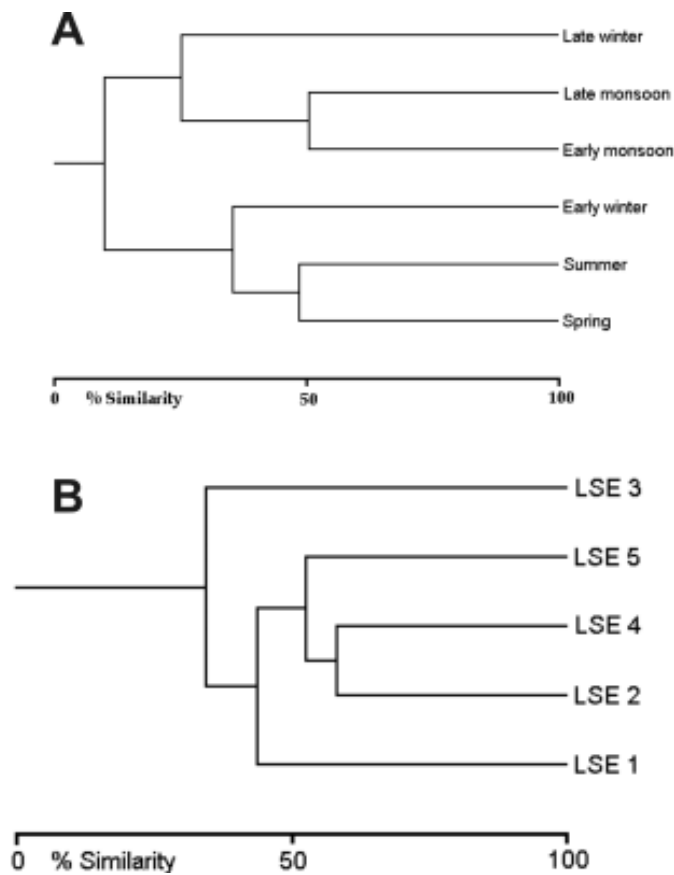 A
Late winter
Late monsoon
Early monsoon
Early winter
Summer
Spring
0 % Similarity 50 100
B
LSE 3
LSE 5
LSE 4
LSE 2
LSE 1
0 % Similarity 50 100